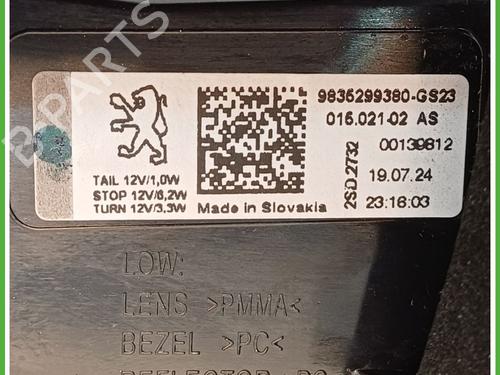 9836299380-GS23
016.021-02 AS
2SD.2732
00139812
19.07.24
23:16:03
TAIL 12V/1,0W
STOP 12V/6,2W
TURN 12V/3,3W
Made in Slovakia
LOW:
LENS >PMMA<
BEZEL >PC<
REFLECTOR